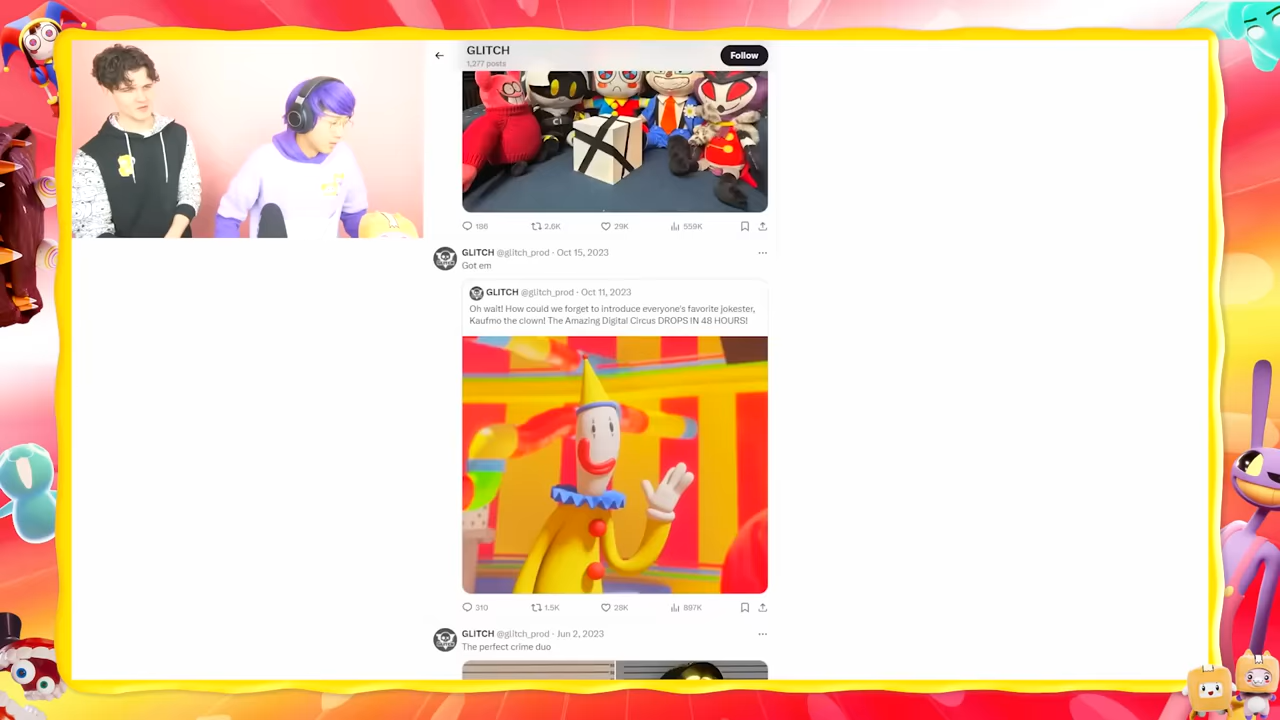 GLITCH
1,277 posts
Follow
186 2.6K 29K 559K
GLITCH @glitch_prod · Oct 15, 2023
Got em
GLITCH @glitch_prod · Oct 11, 2023
Oh wait! How could we forget to introduce everyone's favorite jokester,
Kaufmo the clown! The Amazing Digital Circus DROPS IN 48 HOURS!
310 1.5K 28K 897K
GLITCH @glitch_prod · Jun 2, 2023
The perfect crime duo